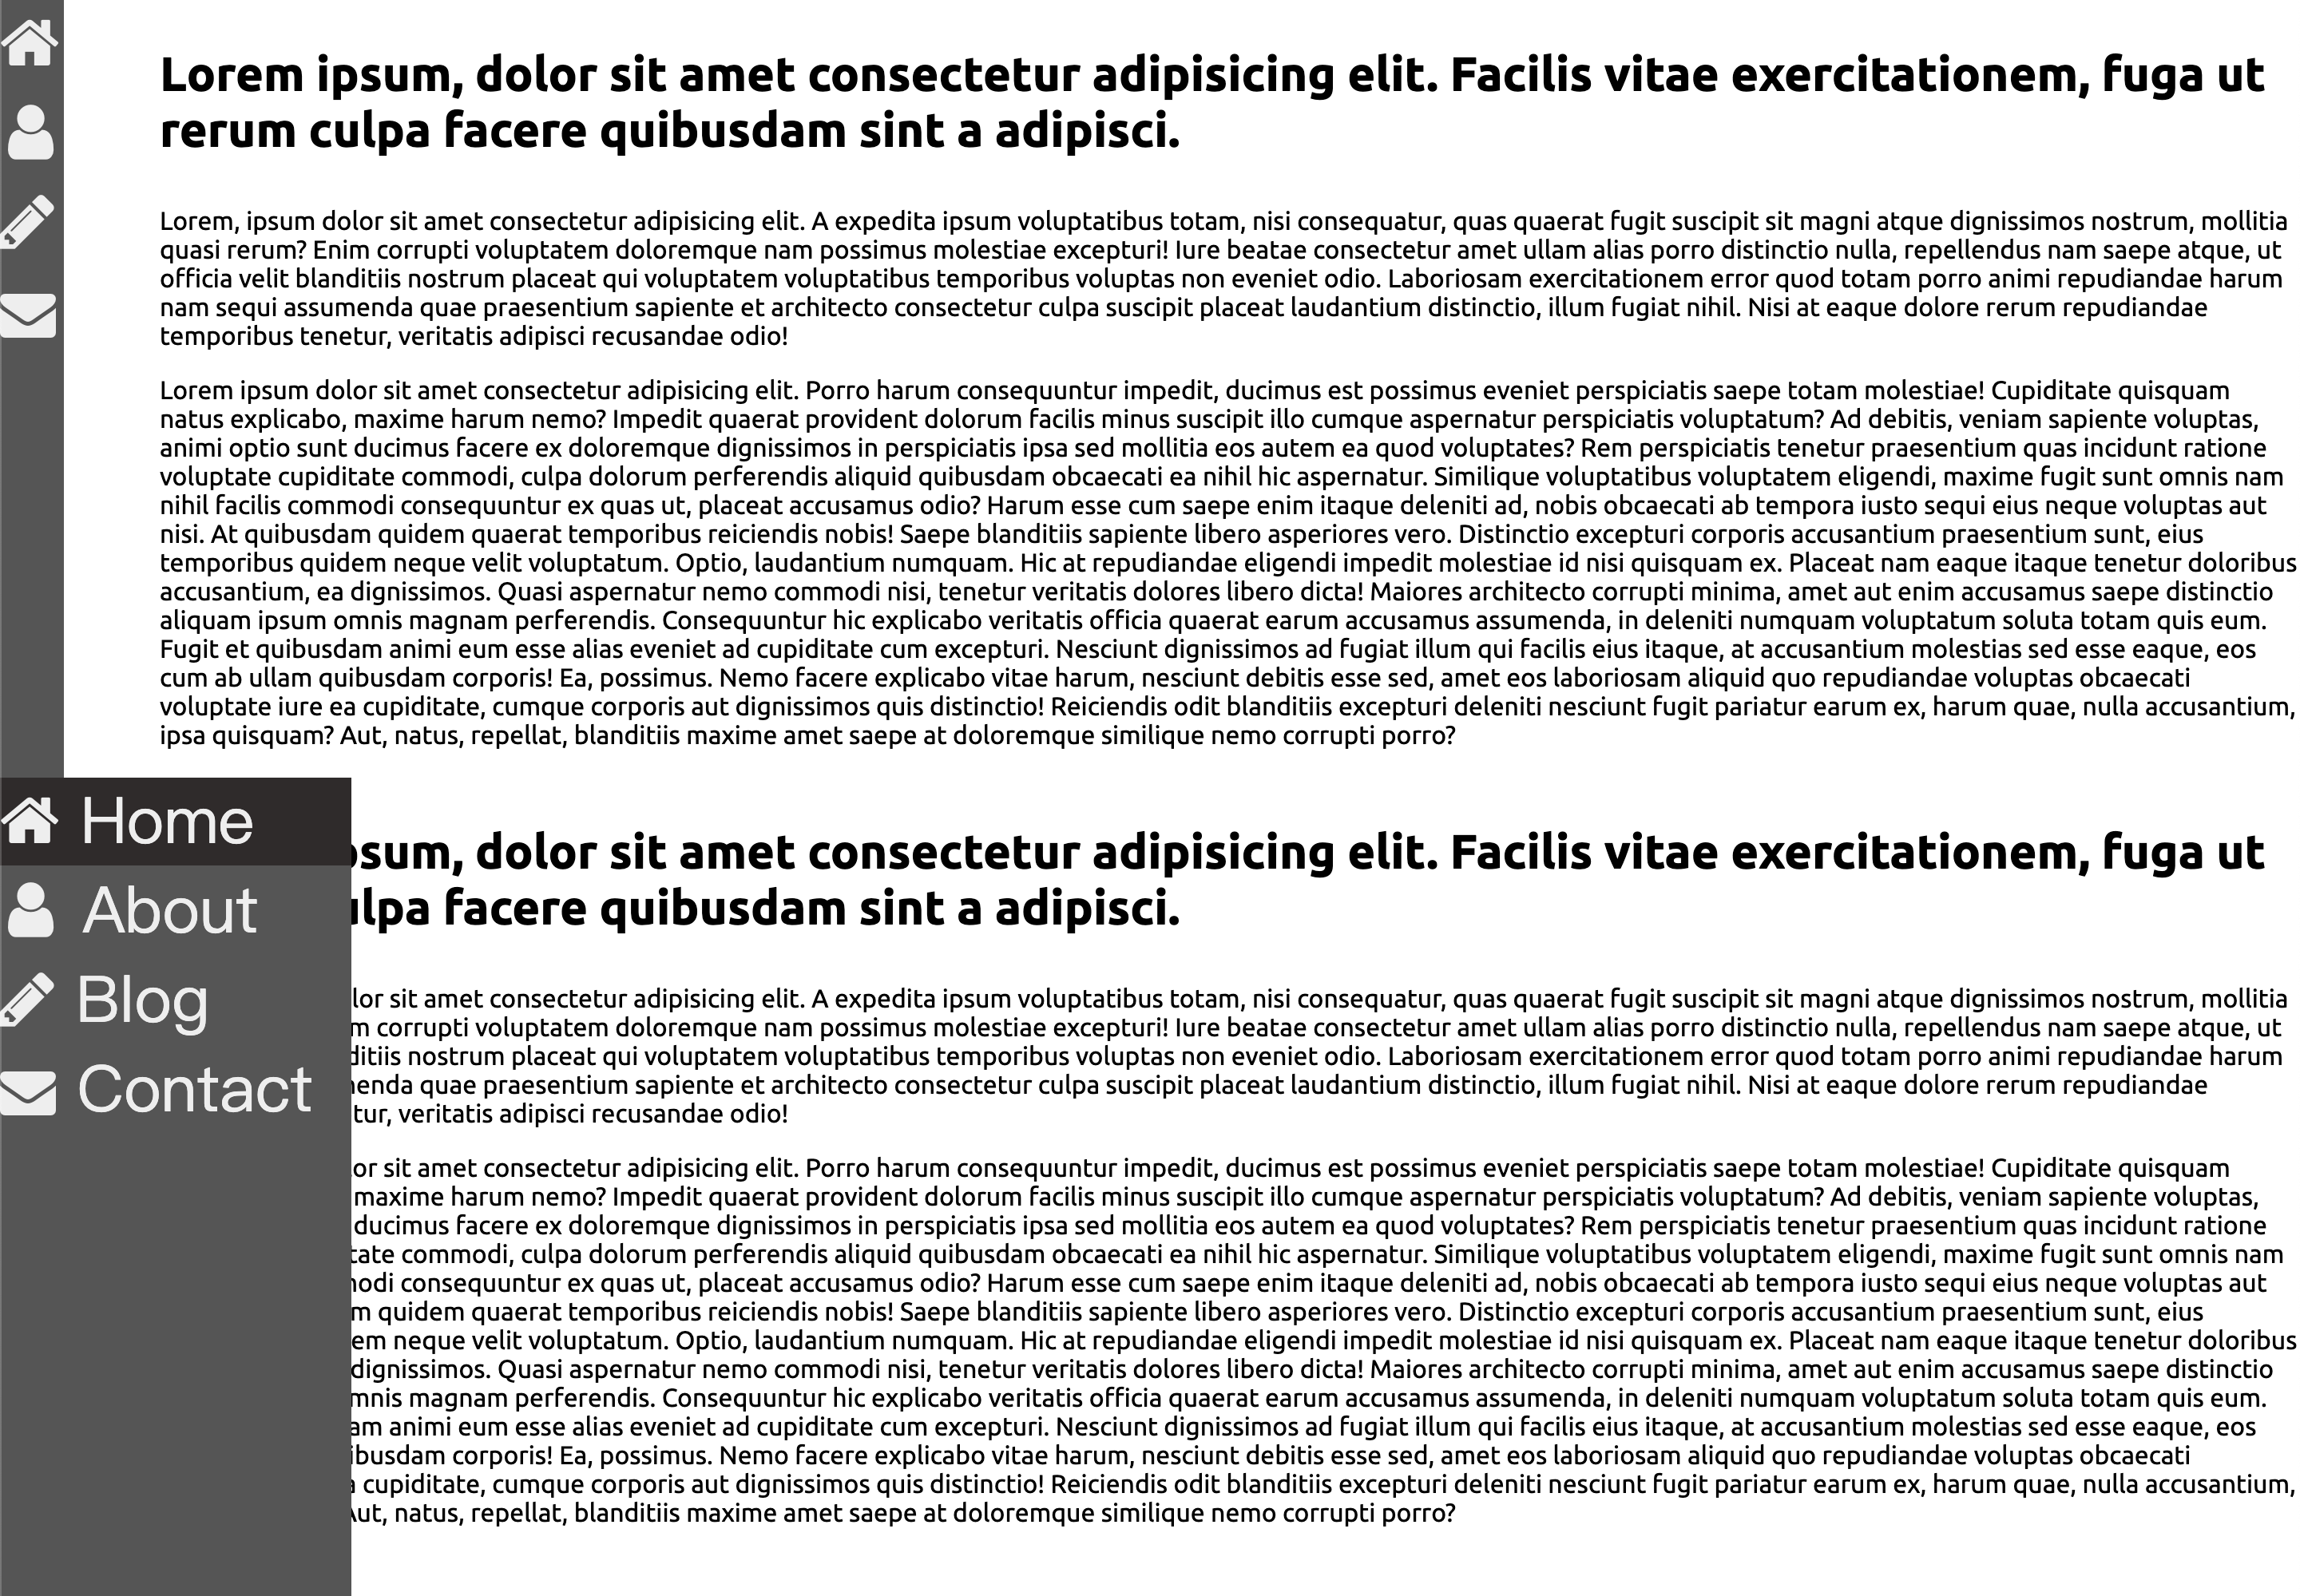 Lorem ipsum, dolor sit amet consectetur adipisicing elit. Facilis vitae exercitationem, fuga ut
rerum culpa facere quibusdam sint a adipisci.
Lorem, ipsum dolor sit amet consectetur adipisicing elit. A expedita ipsum voluptatibus totam, nisi consequatur, quas quaerat fugit suscipit sit magni atque dignissimos nostrum, mollitia
quasi rerum? Enim corrupti voluptatem doloremque nam possimus molestiae excepturi! Iure beatae consectetur amet ullam alias porro distinctio nulla, repellendus nam saepe atque, ut
officia velit blanditiis nostrum placeat qui voluptatem voluptatibus temporibus voluptas non eveniet odio. Laboriosam exercitationem error quod totam porro animi repudiandae harum
nam sequi assumenda quae praesentium sapiente et architecto consectetur culpa suscipit placeat laudantium distinctio, illum fugiat nihil. Nisi at eaque dolore rerum repudiandae
temporibus tenetur, veritatis adipisci recusandae odio!
Lorem ipsum dolor sit amet consectetur adipisicing elit. Porro harum consequuntur impedit, ducimus est possimus eveniet perspiciatis saepe totam molestiae! Cupiditate quisquam
natus explicabo, maxime harum nemo? Impedit quaerat provident dolorum facilis minus suscipit illo cumque aspernatur perspiciatis voluptatum? Ad debitis, veniam sapiente voluptas,
animi optio sunt ducimus facere ex doloremque dignissimos in perspiciatis ipsa sed mollitia eos autem ea quod voluptates? Rem perspiciatis tenetur praesentium quas incidunt ratione
voluptate cupiditate commodi, culpa dolorum perferendis aliquid quibusdam obcaecati ea nihil hic aspernatur. Similique voluptatibus voluptatem eligendi, maxime fugit sunt omnis nam
nihil facilis commodi consequuntur ex quas ut, placeat accusamus odio? Harum esse cum saepe enim itaque deleniti ad, nobis obcaecati ab tempora iusto sequi eius neque voluptas aut
nisi. At quibusdam quidem quaerat temporibus reiciendis nobis! Saepe blanditiis sapiente libero asperiores vero. Distinctio excepturi corporis accusantium praesentium sunt, eius
temporibus quidem neque velit voluptatum. Optio, laudantium numquam. Hic at repudiandae eligendi impedit molestiae id nisi quisquam ex. Placeat nam eaque itaque tenetur doloribus
accusantium, ea dignissimos. Quasi aspernatur nemo commodi nisi, tenetur veritatis dolores libero dicta! Maiores architecto corrupti minima, amet aut enim accusamus saepe distinctio
aliquam ipsum omnis magnam perferendis. Consequuntur hic explicabo veritatis officia quaerat earum accusamus assumenda, in deleniti numquam voluptatum soluta totam quis eum.
Fugit et quibusdam animi eum esse alias eveniet ad cupiditate cum excepturi. Nesciunt dignissimos ad fugiat illum qui facilis eius itaque, at accusantium molestias sed esse eaque, eos
cum ab ullam quibusdam corporis! Ea, possimus. Nemo facere explicabo vitae harum, nesciunt debitis esse sed, amet eos laboriosam aliquid quo repudiandae voluptas obcaecati
voluptate iure ea cupiditate, cumque corporis aut dignissimos quis distinctio! Reiciendis odit blanditiis excepturi deleniti nesciunt fugit pariatur earum ex, harum quae, nulla accusantium,
ipsa quisquam? Aut, natus, repellat, blanditiis maxime amet saepe at doloremque similique nemo corrupti porro?
Home
About
Blog
Contact
sum, dolor sit amet consectetur adipisicing elit. Facilis vitae exercitationem, fuga ut
lpa facere quibusdam sint a adipisci.
lor sit amet consectetur adipisicing elit. A expedita ipsum voluptatibus totam, nisi consequatur, quas quaerat fugit suscipit sit magni atque dignissimos nostrum, mollitia
m corrupti voluptatem doloremque nam possimus molestiae excepturi! Iure beatae consectetur amet ullam alias porro distinctio nulla, repellendus nam saepe atque, ut
ditiis nostrum placeat qui voluptatem voluptatibus temporibus voluptas non eveniet odio. Laboriosam exercitationem error quod totam porro animi repudiandae harum
enda quae praesentium sapiente et architecto consectetur culpa suscipit placeat laudantium distinctio, illum fugiat nihil. Nisi at eaque dolore rerum repudiandae
tur, veritatis adipisci recusandae odio!
or sit amet consectetur adipisicing elit. Porro harum consequuntur impedit, ducimus est possimus eveniet perspiciatis saepe totam molestiae! Cupiditate quisquam
maxime harum nemo? Impedit quaerat provident dolorum facilis minus suscipit illo cumque aspernatur perspiciatis voluptatum? Ad debitis, veniam sapiente voluptas,
ducimus facere ex doloremque dignissimos in perspiciatis ipsa sed mollitia eos autem ea quod voluptates? Rem perspiciatis tenetur praesentium quas incidunt ratione
tate commodi, culpa dolorum perferendis aliquid quibusdam obcaecati ea nihil hic aspernatur. Similique voluptatibus voluptatem eligendi, maxime fugit sunt omnis nam
odi consequuntur ex quas ut, placeat accusamus odio? Harum esse cum saepe enim itaque deleniti ad, nobis obcaecati ab tempora iusto sequi eius neque voluptas aut
m quidem quaerat temporibus reiciendis nobis! Saepe blanditiis sapiente libero asperiores vero. Distinctio excepturi corporis accusantium praesentium sunt, eius
em neque velit voluptatum. Optio, laudantium numquam. Hic at repudiandae eligendi impedit molestiae id nisi quisquam ex. Placeat nam eaque itaque tenetur doloribus
dignissimos. Quasi aspernatur nemo commodi nisi, tenetur veritatis dolores libero dicta! Maiores architecto corrupti minima, amet aut enim accusamus saepe distinctio
mnis magnam perferendis. Consequuntur hic explicabo veritatis officia quaerat earum accusamus assumenda, in deleniti numquam voluptatum soluta totam quis eum.
am animi eum esse alias eveniet ad cupiditate cum excepturi. Nesciunt dignissimos ad fugiat illum qui facilis eius itaque, at accusantium molestias sed esse eaque, eos
ibusdam corporis! Ea, possimus. Nemo facere explicabo vitae harum, nesciunt debitis esse sed, amet eos laboriosam aliquid quo repudiandae voluptas obcaecati
a cupiditate, cumque corporis aut dignissimos quis distinctio! Reiciendis odit blanditiis excepturi deleniti nesciunt fugit pariatur earum ex, harum quae, nulla accusantium,
Aut, natus, repellat, blanditiis maxime amet saepe at doloremque similique nemo corrupti porro?